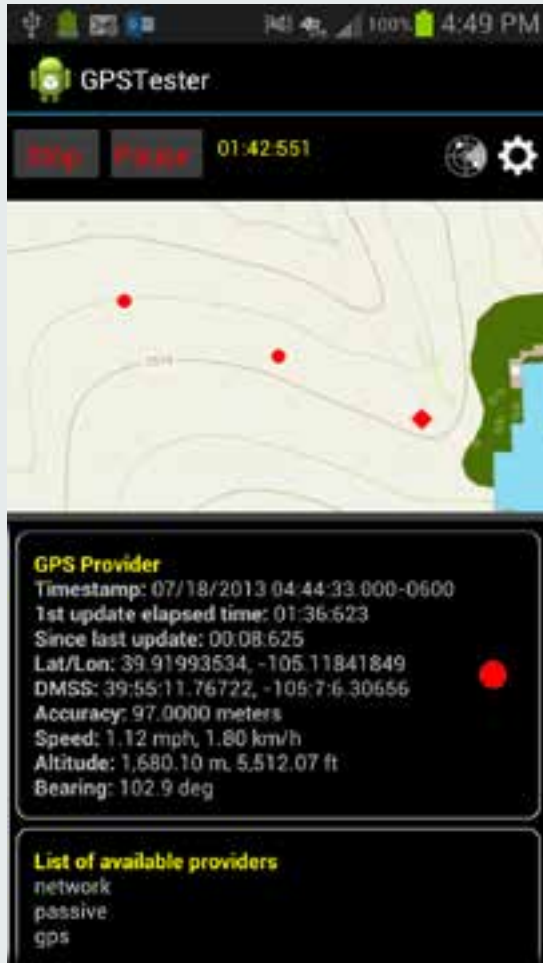 100% 4:49 PM
GPSTester
Stop Pause 01:42:551
GPS Provider
Timestamp: 07/18/2013 04:44:33.000-0600
1st update elapsed time: 01:36:623
Since last update: 00:08:625
Lat/Lon: 39.91993534, -105.11841849
DMSS: 39:55:11.76722, -105:7:6.30656
Accuracy: 97.0000 meters
Speed: 1.12 mph, 1.80 km/h
Altitude: 1,680.10 m, 5,512.07 ft
Bearing: 102.9 deg
List of available providers
network
passive
gps